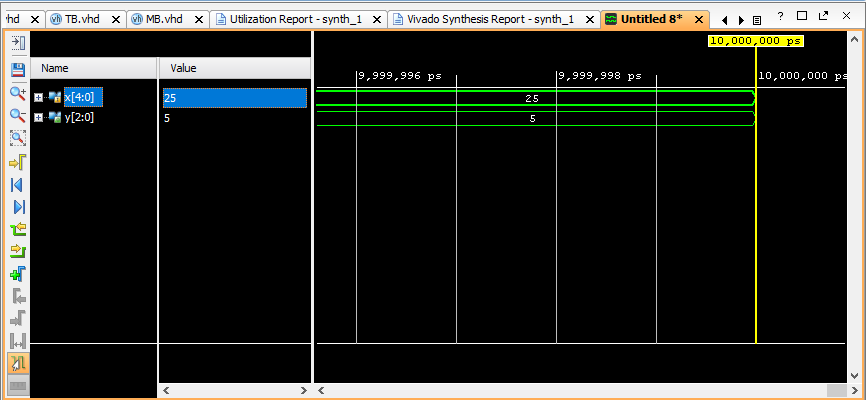 vhd TB.vhd MB.vhd Utilization Report - synth_1 Vivado Synthesis Report - synth_1 Untitled 8* ?
10,000,000 ps
Name Value 9,999,996 ps 9,999,998 ps 10,000,000 ps
x[4:0] 25 25
y[2:0] 5 5